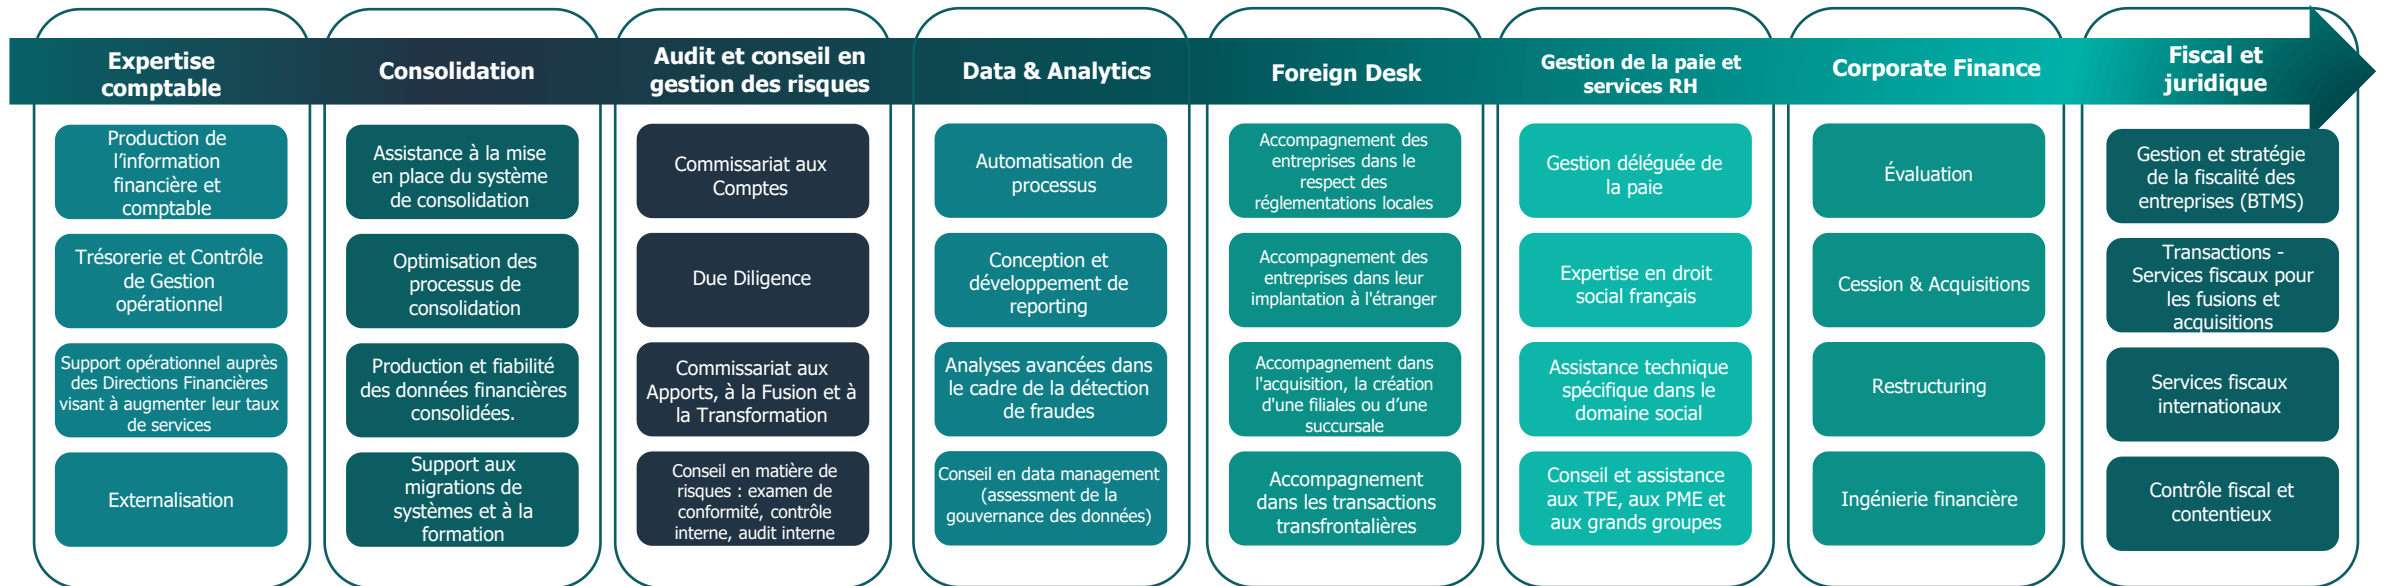 Expertise
comptable
Production de
l’information
financière et
comptable
Trésorerie et Contrôle
de Gestion
opérationnel
Support opérationnel auprès
des Directions Financières
visant à augmenter leur taux
de services
Externalisation
Consolidation
Assistance à la mise
en place du système
de consolidation
Optimisation des
processus de
consolidation
Production et fiabilité
des données financières
consolidées.
Support aux
migrations de
systèmes et à la
formation
Audit et conseil en
gestion des risques
Commissariat aux
Comptes
Due Diligence
Commissariat aux
Apports, à la Fusion et à
la Transformation
Conseil en matière de
risques : examen de
conformité, contrôle
interne, audit interne
Data & Analytics
Automatisation de
processus
Conception et
développement de
reporting
Analyses avancées dans
le cadre de la détection
de fraudes
Conseil en data management
(assessment de la
gouvernance des données)
Foreign Desk
Accompagnement des
entreprises dans le
respect des
réglementations locales
Accompagnement des
entreprises dans leur
implantation à l'étranger
Accompagnement dans
l'acquisition, la création
d'une filiales ou d’une
succursale
Accompagnement
dans les transactions
transfrontalières
Gestion de la paie et
services RH
Gestion déléguée de
la paie
Expertise en droit
social français
Assistance technique
spécifique dans le
domaine social
Conseil et assistance
aux TPE, aux PME et
aux grands groupes
Corporate Finance
Évaluation
Cession & Acquisitions
Restructuring
Ingénierie financière
Fiscal et
juridique
Gestion et stratégie
de la fiscalité des
entreprises (BTMS)
Transactions -
Services fiscaux pour
les fusions et
acquisitions
Services fiscaux
internationaux
Contrôle fiscal et
contentieux